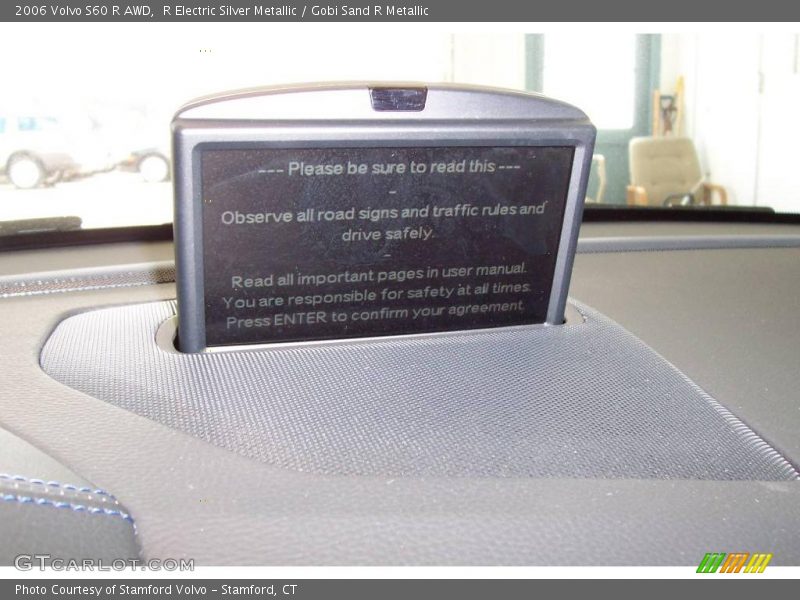 2006 Volvo S60 R AWD,  R Electric Silver Metallic / Gobi Sand R Metallic
--- Please be sure to read this ---
-
Observe all road signs and traffic rules and
drive safely.
-
Read all important pages in user manual.
You are responsible for safety at all times.
Press ENTER to confirm your agreement.
GTcarlot.com
Photo Courtesy of Stamford Volvo - Stamford, CT